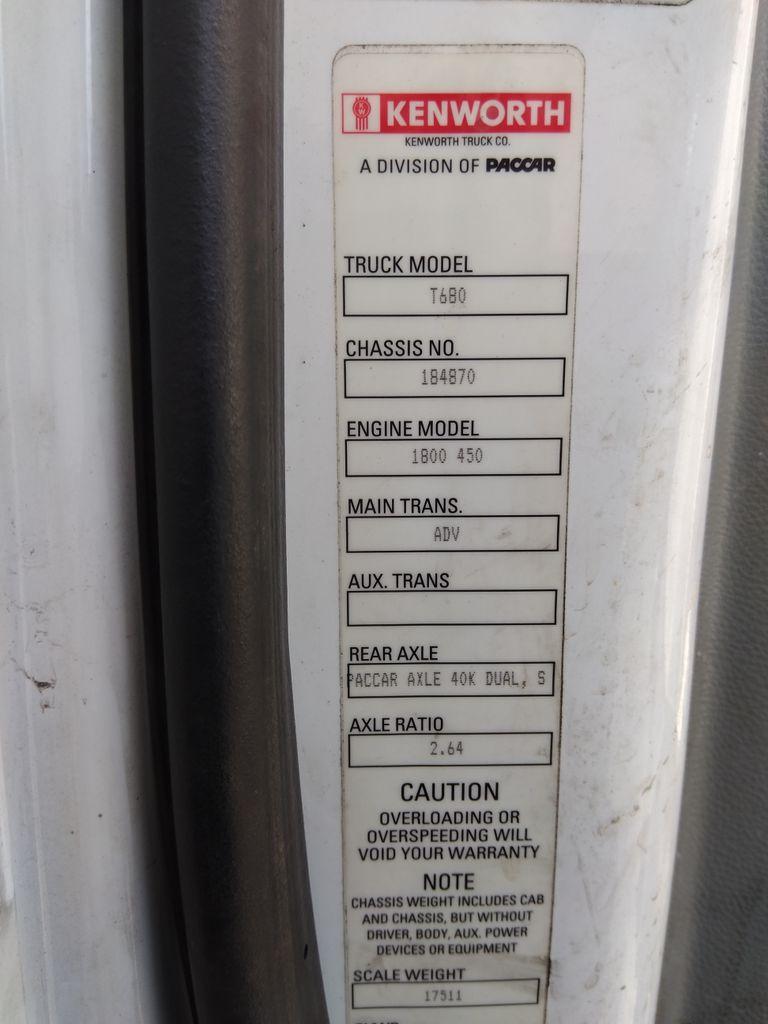 KENWORTH
KENWORTH TRUCK CO.
A DIVISION OF PACCAR
TRUCK MODEL
T680
CHASSIS NO.
184870
ENGINE MODEL
1800 450
MAIN TRANS.
ADV
AUX. TRANS
REAR AXLE
PACCAR AXLE 40K DUAL, S
AXLE RATIO
2.64
CAUTION
OVERLOADING OR
OVERSPEEDING WILL
VOID YOUR WARRANTY
NOTE
CHASSIS WEIGHT INCLUDES CAB
AND CHASSIS, BUT WITHOUT
DRIVER, BODY, AUX. POWER
DEVICES OR EQUIPMENT
SCALE WEIGHT
17511